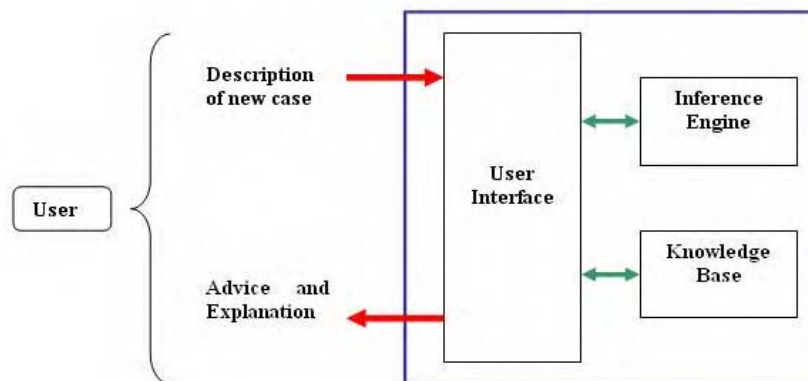 User
Description
of new case
Advice and
Explanation
User
Interface
Inference
Engine
Knowledge
Base